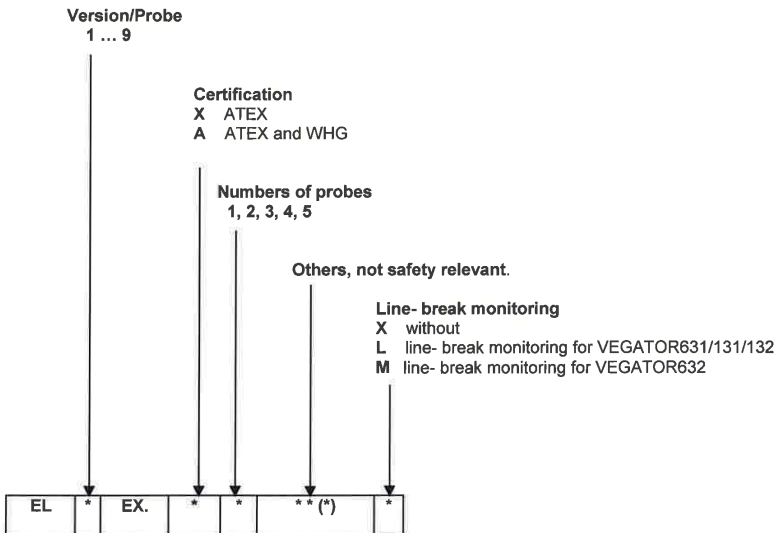 Version/Probe
1 ... 9
Certification
X ATEX
A ATEX and WHG
Numbers of probes
1, 2, 3, 4, 5
Others, not safety relevant.
Line- break monitoring
X without
L line- break monitoring for VEGATOR631/131/132
M line- break monitoring for VEGATOR632
EL * EX. * * * * (*) *